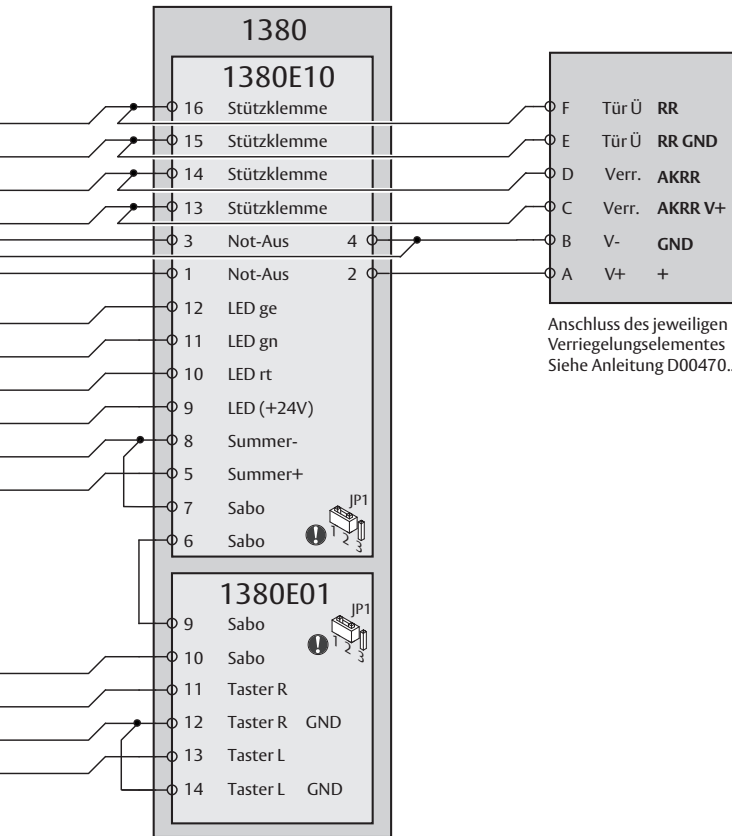 1380
1380E10
16 Stützklemme
15 Stützklemme
14 Stützklemme
13 Stützklemme
3 Not-Aus 4
1 Not-Aus 2
12 LED ge
11 LED gn
10 LED rt
9 LED (+24V)
8 Summer-
5 Summer+
7 Sabo
6 Sabo
JP1
1 2 3
1380E01
JP1
1 2 3
9 Sabo
10 Sabo
11 Taster R
12 Taster R GND
13 Taster L
14 Taster L GND
F Tür Ü RR
E Tür Ü RR GND
D Verr. AKRR
C Verr. AKRR V+
B V- GND
A V+ +
Anschluss des jeweiligen
Verriegelungselementes
Siehe Anleitung D00470..